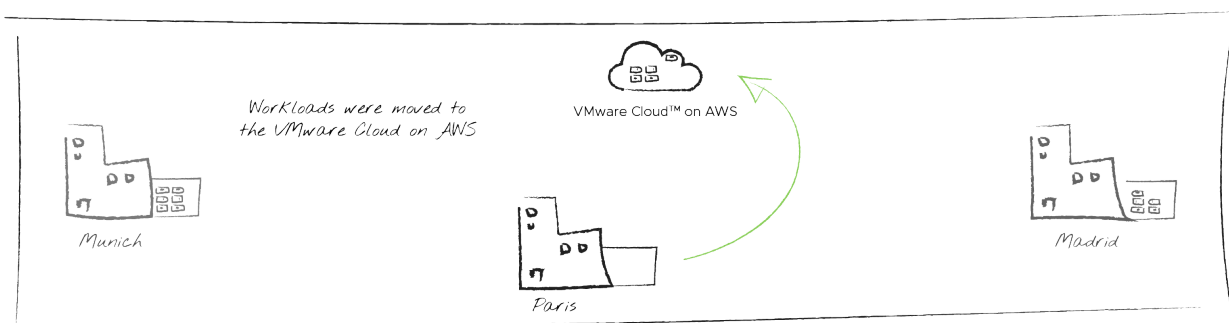 VMware Cloud™ on AWS
Workloads were moved to
the VMware Cloud on AWS
Munich
Paris
Madrid